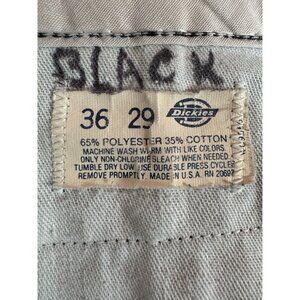 BLACK
36 29 Dickies
65% POLYESTER 35% COTTON
MACHINE WASH WARM WITH LIKE COLORS
ONLY NON-CHLORINE BLEACH WHEN NEEDED
TUMBLE DRY LOW USE DURABLE PRESS CYCLE
REMOVE PROMPTLY. MADE IN U.S.A. RN 20697